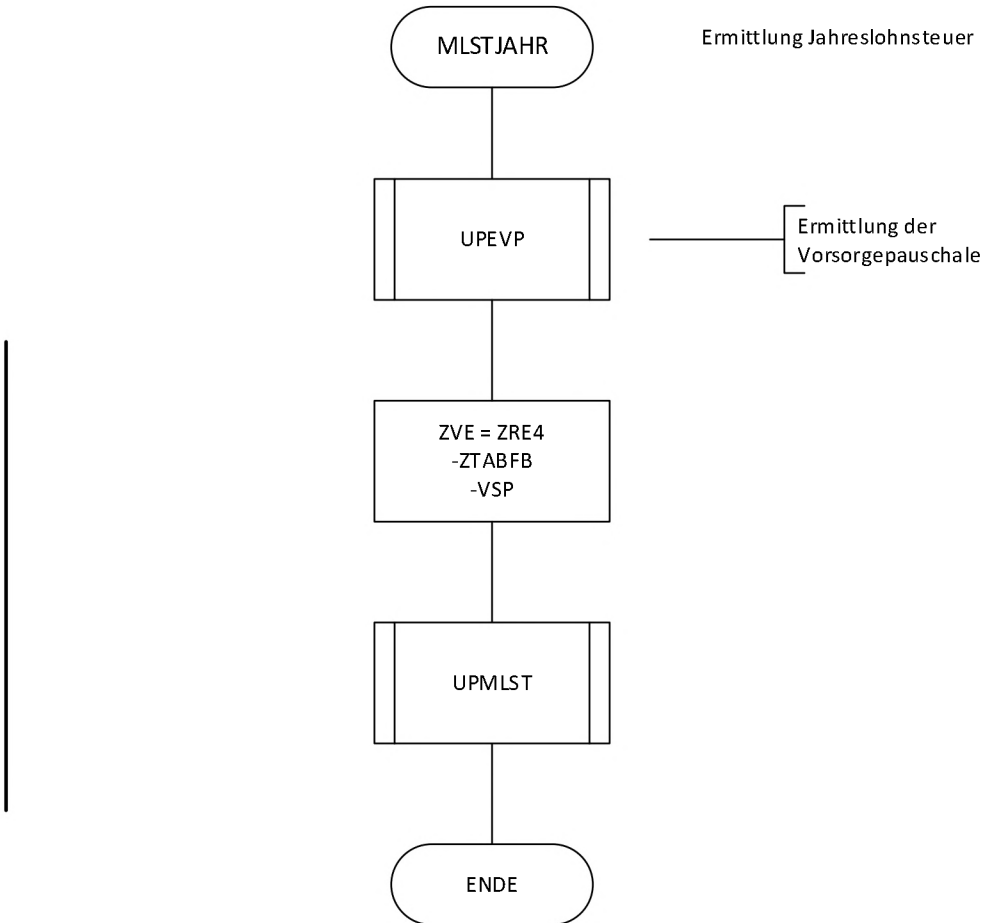 MLSTJAHR
Ermittlung Jahreslohnsteuer
UPEVP
Ermittlung der
Vorsorgepauschale
ZVE = ZRE4
-ZTABFB
-VSP
UPMLST
ENDE